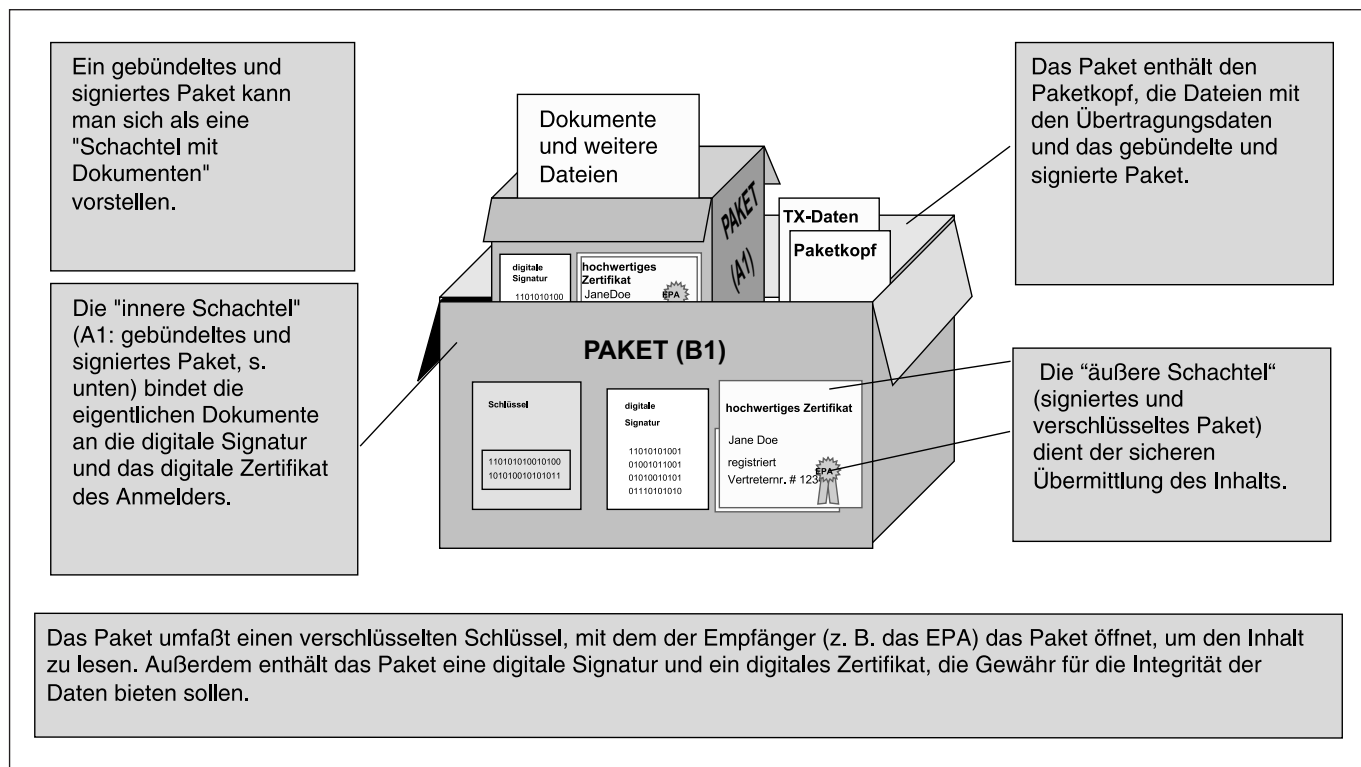 Ein gebündeltes und
signiertes Paket kann
man sich als eine
"Schachtel mit
Dokumenten"
vorstellen.
Die "innere Schachtel"
(A1: gebündeltes und
signiertes Paket, s.
unten) bindet die
eigentlichen Dokumente
an die digitale Signatur
und das digitale Zertifikat
des Anmelders.
Dokumente
und weitere
Dateien
PAKET
(A1)
digitale
Signatur
1101010100
hochwertiges
Zertifikat
JaneDoe
EPA
TX-Daten
Paketkopf
PAKET (B1)
Schlüssel
110101010010100
101010010101011
digitale
Signatur
11010101001
01001011001
01010010101
01110101010
hochwertiges Zertifikat
Jane Doe
registriert
Vertreternr. # 123
EPA
Das Paket enthält den
Paketkopf, die Dateien mit
den Übertragungsdaten
und das gebündelte und
signierte Paket.
Die “äußere Schachtel“
(signiertes und
verschlüsseltes Paket)
dient der sicheren
Übermittlung des Inhalts.
Das Paket umfaßt einen verschlüsselten Schlüssel, mit dem der Empfänger (z. B. das EPA) das Paket öffnet, um den Inhalt
zu lesen. Außerdem enthält das Paket eine digitale Signatur und ein digitales Zertifikat, die Gewähr für die Integrität der
Daten bieten sollen.